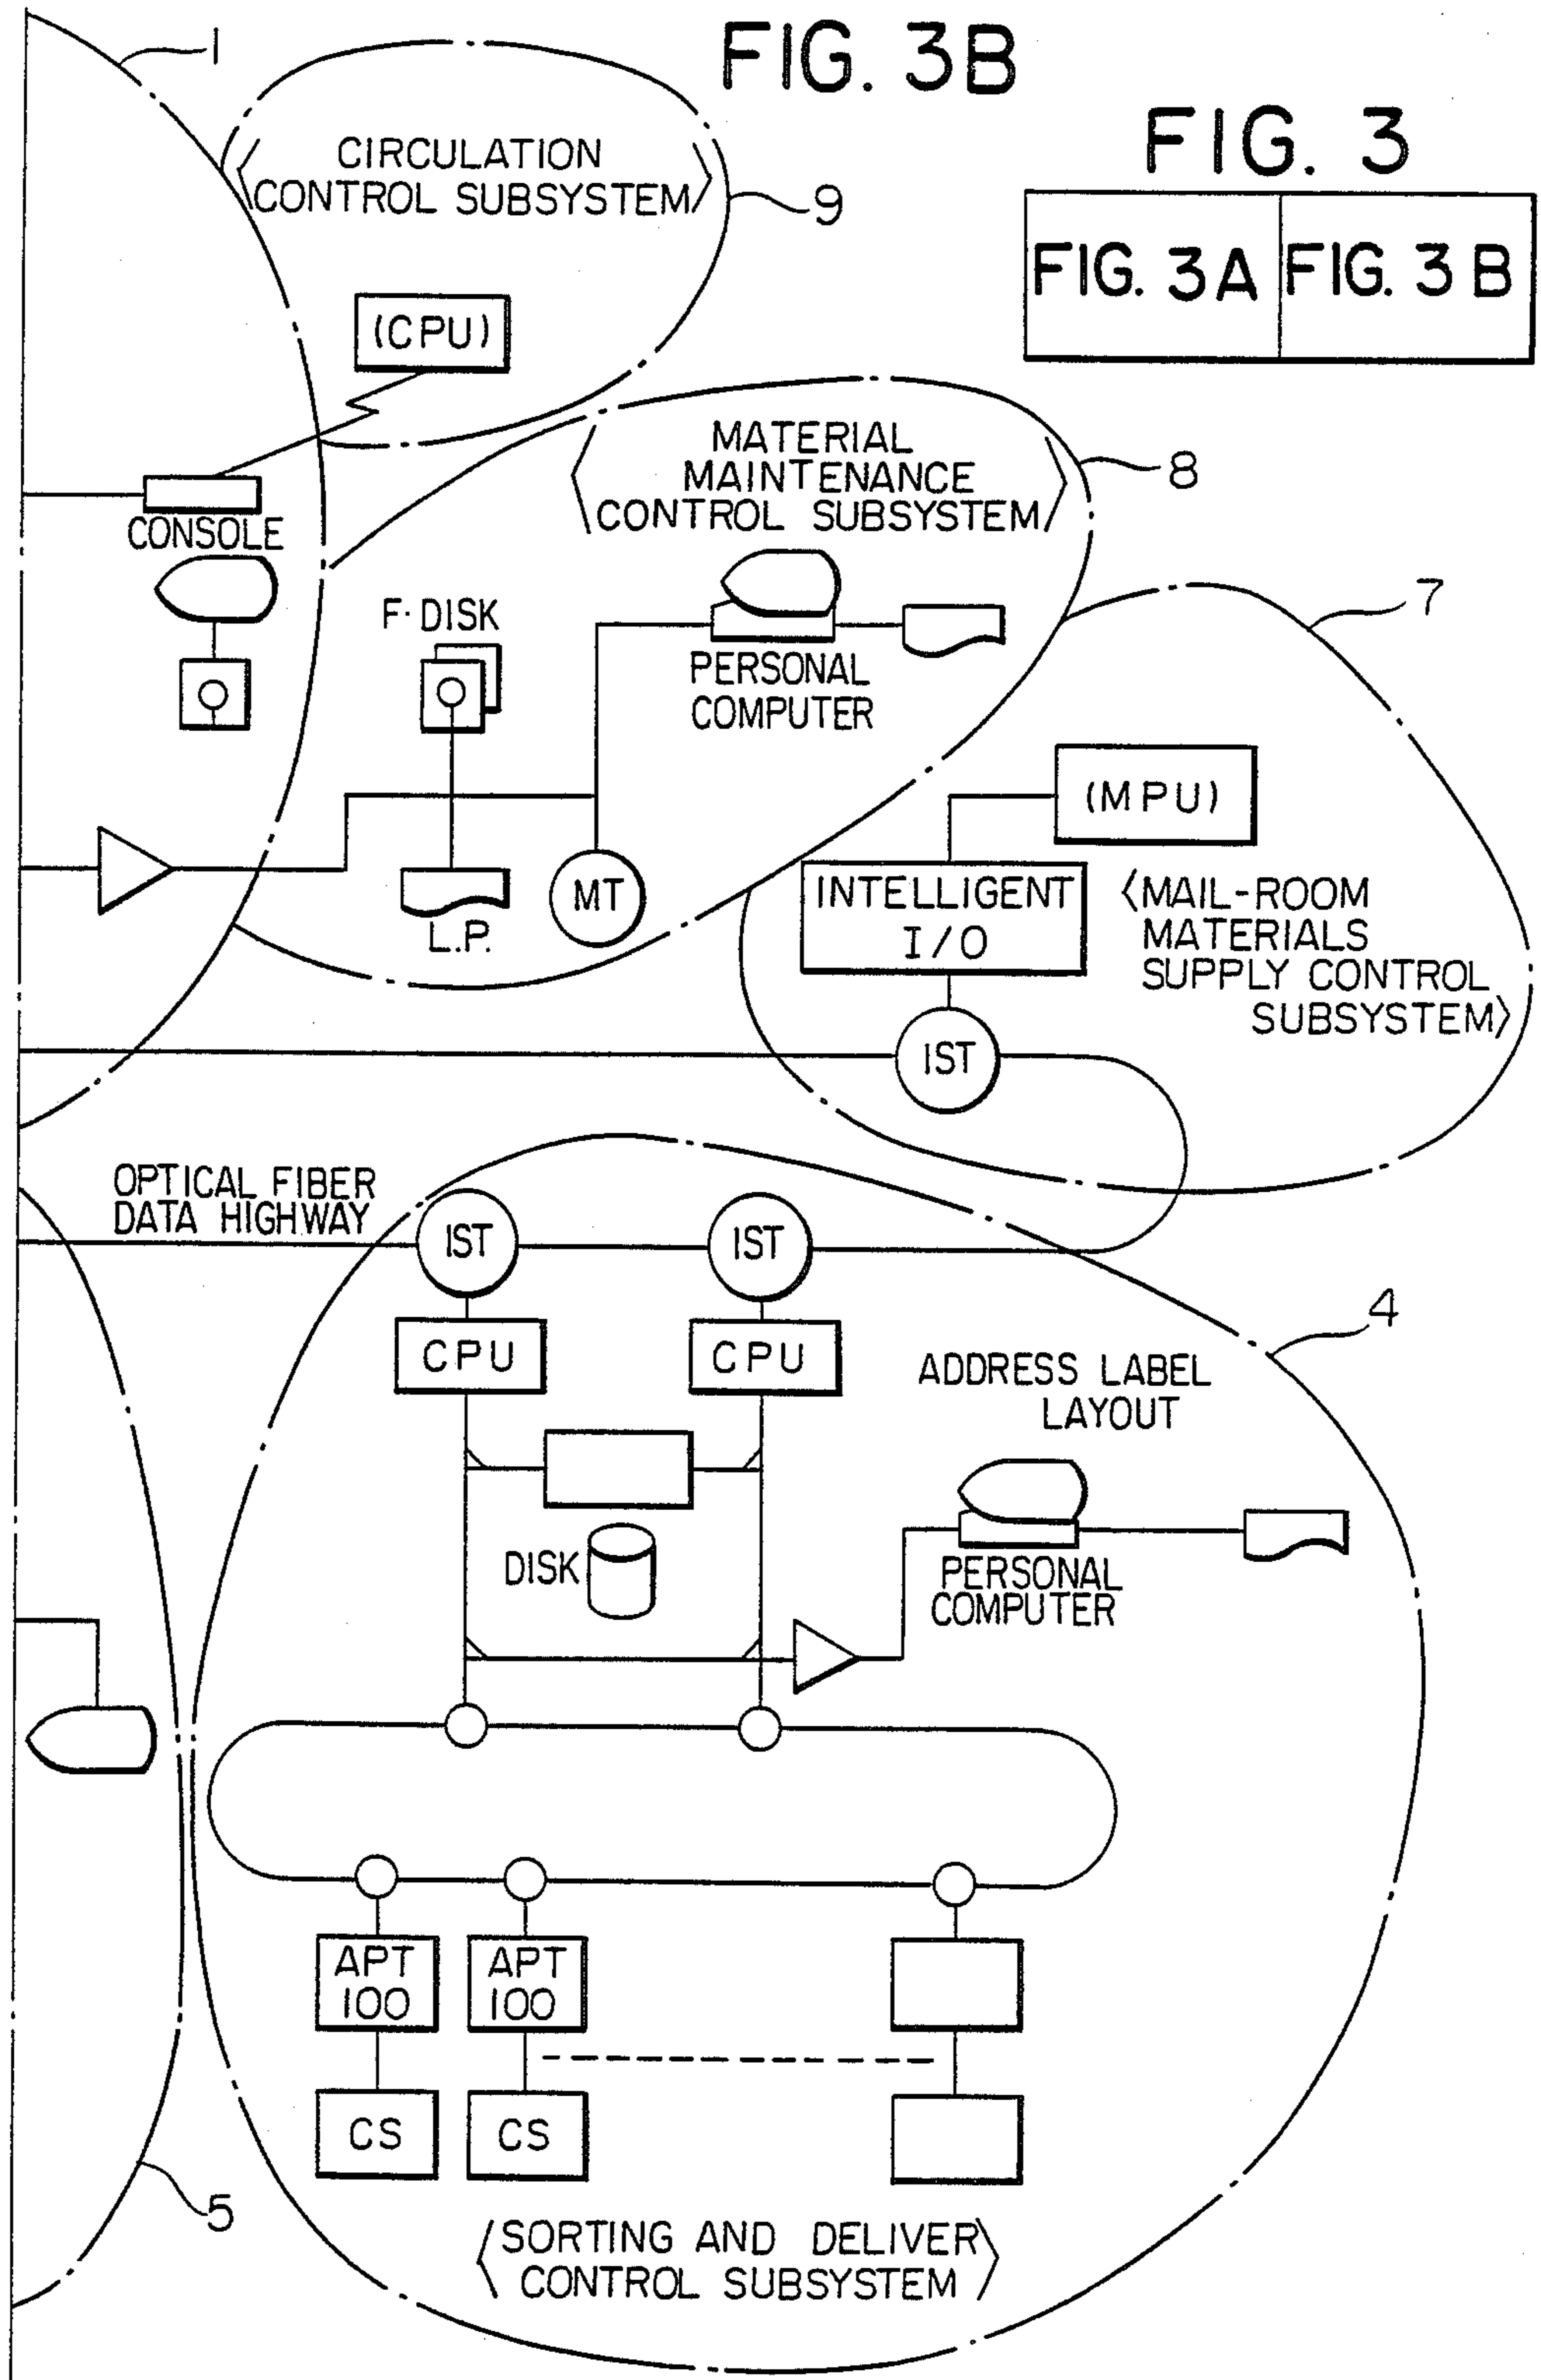 FIG. 3B
FIG. 3
FIG. 3A
FIG. 3B
1
〈CIRCULATION
CONTROL SUBSYSTEM〉
9
(CPU)
CONSOLE
〈MATERIAL
MAINTENANCE
CONTROL SUBSYSTEM〉
8
F·DISK
PERSONAL
COMPUTER
L.P.
MT
7
(MPU)
INTELLIGENT
I/O
〈MAIL-ROOM
MATERIALS
SUPPLY CONTROL
SUBSYSTEM〉
IST
OPTICAL FIBER
DATA HIGHWAY
IST
IST
CPU
CPU
4
ADDRESS LABEL
LAYOUT
DISK
PERSONAL
COMPUTER
APT
100
APT
100
CS
CS
5
〈SORTING AND DELIVER
CONTROL SUBSYSTEM〉